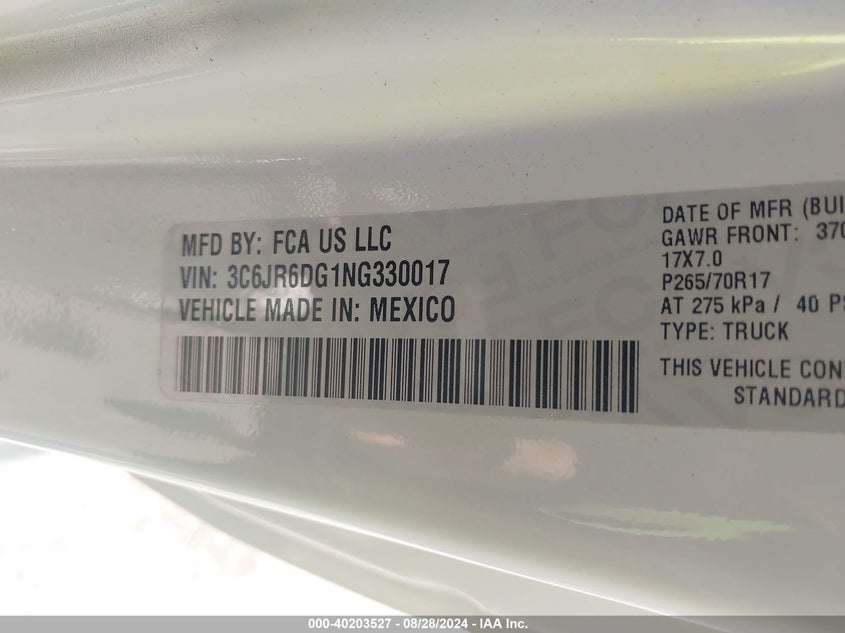 MFD BY: FCA US LLC
VIN: 3C6JR6DG1NG330017
VEHICLE MADE IN: MEXICO
DATE OF MFR (BUI
GAWR FRONT: 370
17X7.0
P265/70R17
AT 275 kPa / 40 PS
TYPE: TRUCK
THIS VEHICLE CON
STANDARD
000-40203527 - 08/28/2024 - IAA Inc.